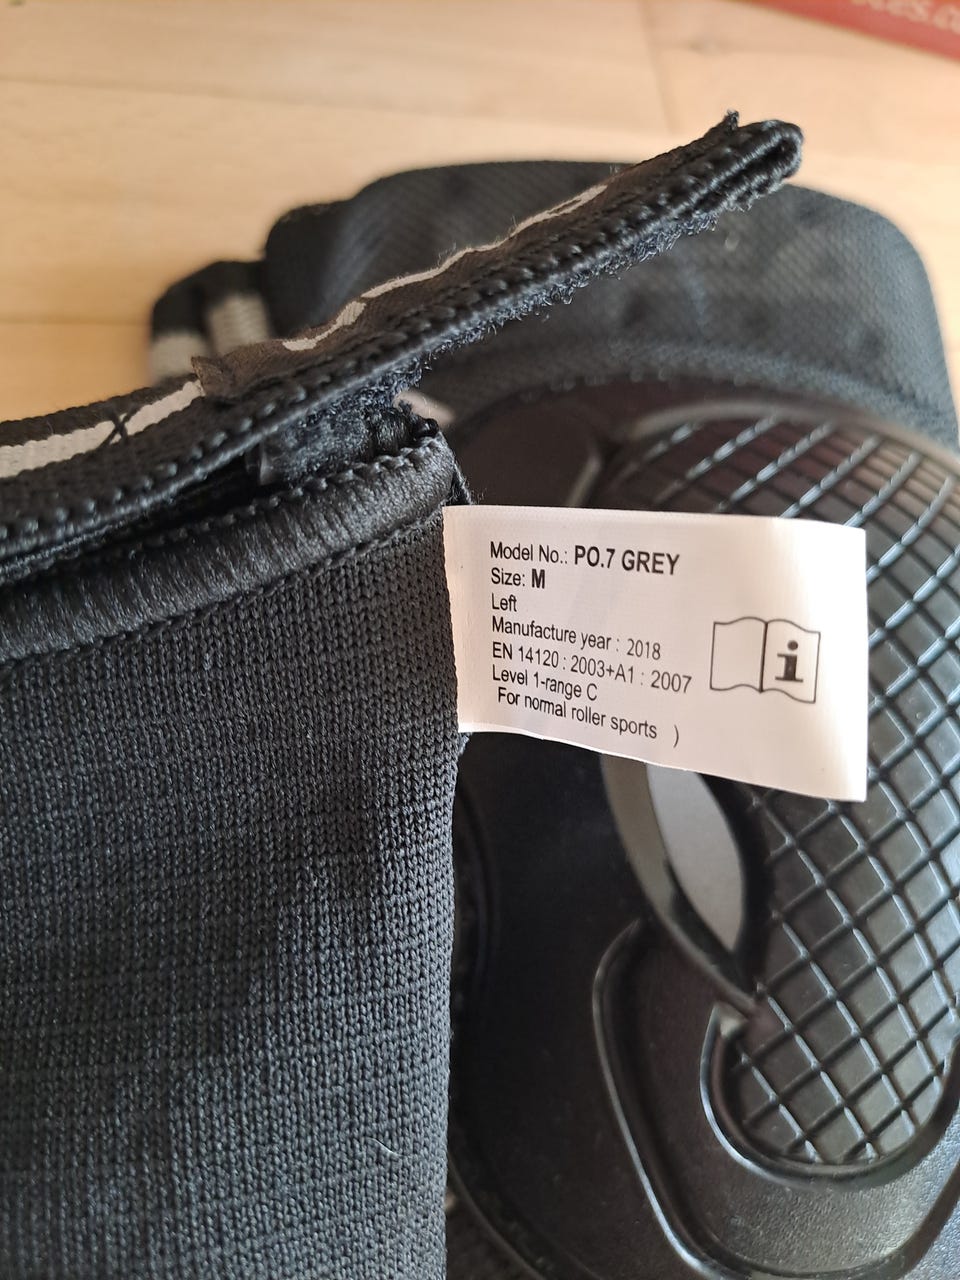 Model No.: PO.7 GREY
Size: M
Left
Manufacture year : 2018
EN 14120 : 2003+A1 : 2007
Level 1-range C
For normal roller sports )
i